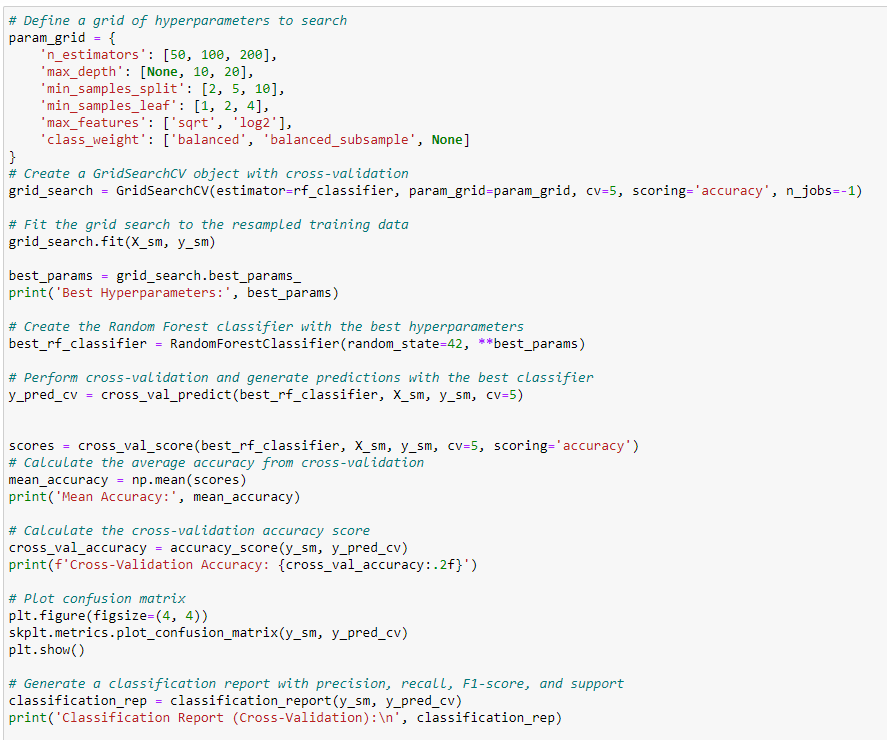 # Define a grid of hyperparameters to search
param_grid = {
    'n_estimators': [50, 100, 200],
    'max_depth': [None, 10, 20],
    'min_samples_split': [2, 5, 10],
    'min_samples_leaf': [1, 2, 4],
    'max_features': ['sqrt', 'log2'],
    'class_weight': ['balanced', 'balanced_subsample', None]
}
# Create a GridSearchCV object with cross-validation
grid_search = GridSearchCV(estimator=rf_classifier, param_grid=param_grid, cv=5, scoring='accuracy', n_jobs=-1)

# Fit the grid search to the resampled training data
grid_search.fit(X_sm, y_sm)

best_params = grid_search.best_params_
print('Best Hyperparameters:', best_params)

# Create the Random Forest classifier with the best hyperparameters
best_rf_classifier = RandomForestClassifier(random_state=42, **best_params)

# Perform cross-validation and generate predictions with the best classifier
y_pred_cv = cross_val_predict(best_rf_classifier, X_sm, y_sm, cv=5)


scores = cross_val_score(best_rf_classifier, X_sm, y_sm, cv=5, scoring='accuracy')
# Calculate the average accuracy from cross-validation
mean_accuracy = np.mean(scores)
print('Mean Accuracy:', mean_accuracy)

# Calculate the cross-validation accuracy score
cross_val_accuracy = accuracy_score(y_sm, y_pred_cv)
print(f'Cross-Validation Accuracy: {cross_val_accuracy:.2f}')

# Plot confusion matrix
plt.figure(figsize=(4, 4))
skplt.metrics.plot_confusion_matrix(y_sm, y_pred_cv)
plt.show()

# Generate a classification report with precision, recall, F1-score, and support
classification_rep = classification_report(y_sm, y_pred_cv)
print('Classification Report (Cross-Validation):\n', classification_rep)